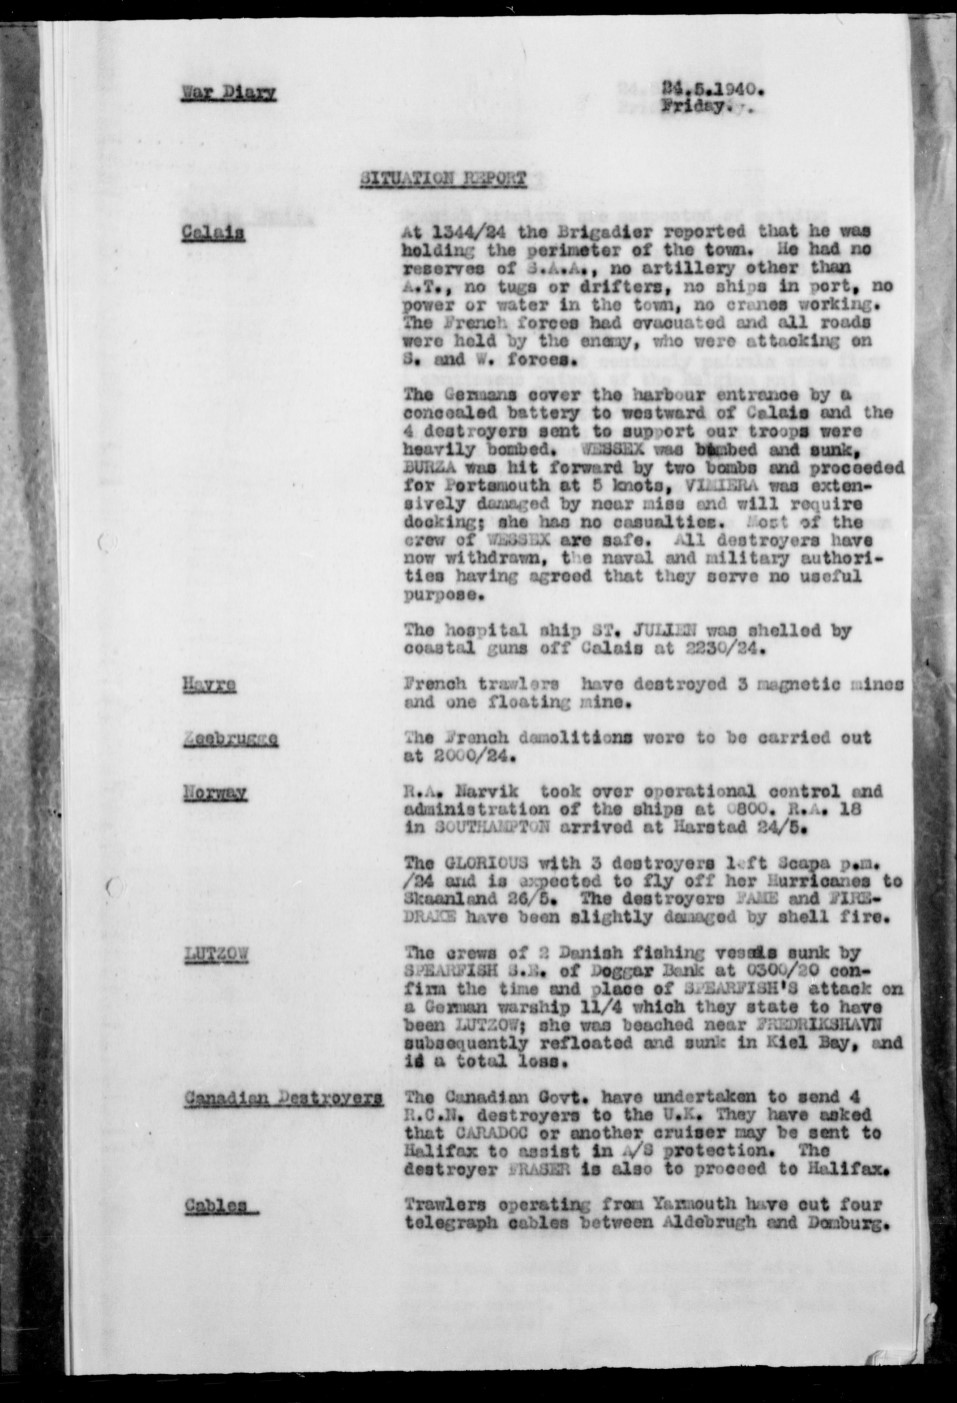 War Diary
24.5.1940.
Friday.
SITUATION REPORT
Calais
At 1344/24 the Brigadier reported that he was
holding the perimeter of the town. He had no
reserves of S.A.A., no artillery other than
A.T., no tugs or drifters, no ships in port, no
power or water in the town, no cranes working.
The French forces had evacuated and all roads
were held by the enemy, who were attacking on
S. and W. forces.
The Germans cover the harbour entrance by a
concealed battery to westward of Calais and the
4 destroyers sent to support our troops were
heavily bombed. WESSEX was bombed and sunk,
BURZA was hit forward by two bombs and proceeded
for Portsmouth at 5 knots, VIMIERA was exten-
sively damaged by near miss and will require
docking; she has no casualties. Most of the
crew of WESSEX are safe. All destroyers have
now withdrawn, the naval and military authori-
ties having agreed that they serve no useful
purpose.
The hospital ship ST. JULIEN was shelled by
coastal guns off Calais at 2230/24.
Havre
French trawlers have destroyed 3 magnetic mines
and one floating mine.
Zeebrugge
The French demolitions were to be carried out
at 2000/24.
Norway
R.A. Narvik took over operational control and
administration of the ships at 0800. R.A. 18
in SOUTHAMPTON arrived at Harstad 24/5.
The GLORIOUS with 3 destroyers left Scapa p.m.
/24 and is expected to fly off her Hurricanes to
Skaanland 26/5. The destroyers FAME and FIRE-
DRAKE have been slightly damaged by shell fire.
LUTZOW
The crews of 2 Danish fishing vessels sunk by
SPEARFISH S.E. of Doggar Bank at 0300/20 con-
firm the time and place of SPEARFISH'S attack on
a German warship 11/4 which they state to have
been LUTZOW; she was beached near FREDRIKSHAVN
subsequently refloated and sunk in Kiel Bay, and
is a total loss.
Canadian Destroyers
The Canadian Govt. have undertaken to send 4
R.C.N. destroyers to the U.K. They have asked
that CARADOC or another cruiser may be sent to
Halifax to assist in A/S protection. The
destroyer FRASER is also to proceed to Halifax.
Cables
Trawlers operating from Yarmouth have cut four
telegraph cables between Aldebrugh and Domburg.